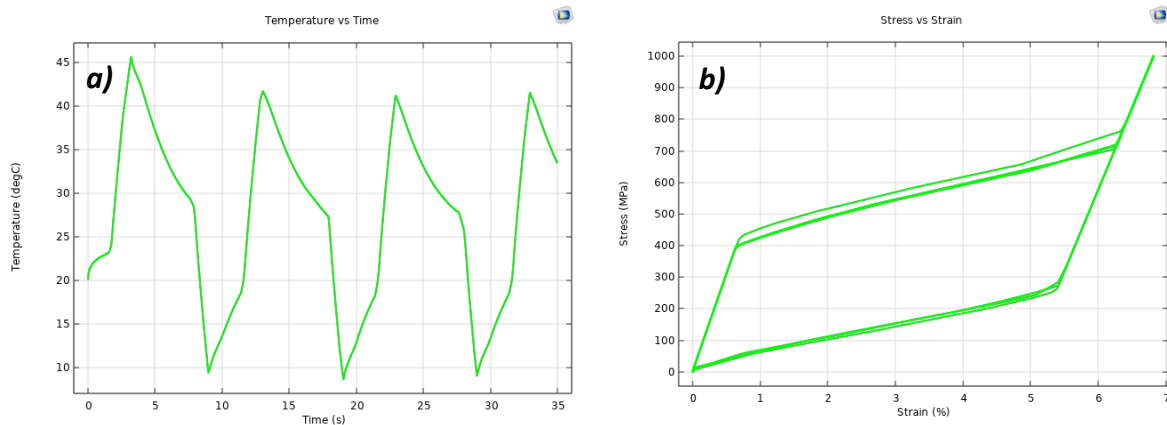 Temperature vs Time
a)
Temperature (degC)
45
40
35
30
25
20
15
10
0 5 10 15 20 25 30 35
Time (s)
Stress vs Strain
b)
Stress (MPa)
1000
900
800
700
600
500
400
300
200
100
0
0 1 2 3 4 5 6 7
Strain (%)